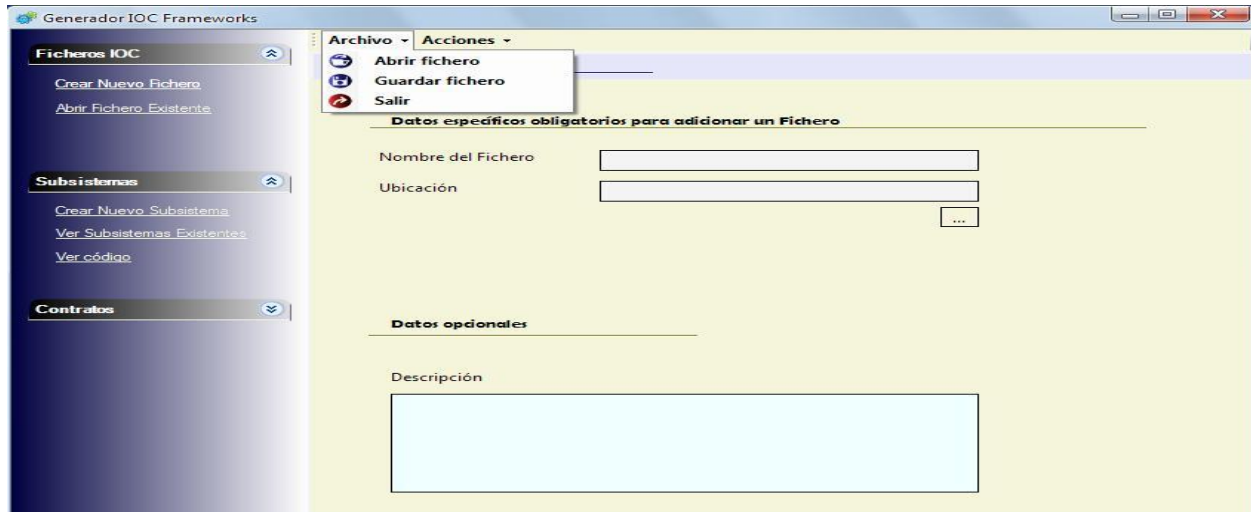 Generador IOC Frameworks
Ficheros IOC
Crear Nuevo Fichero
Abrir Fichero Existente
Subsistemas
Crear Nuevo Subsistema
Ver Subsistemas Existentes
Ver código
Contratos
Archivo Acciones
Abrir fichero
Guardar fichero
Salir
Datos específicos obligatorios para adicionar un Fichero
Nombre del Fichero
Ubicación
...
Datos opcionales
Descripción